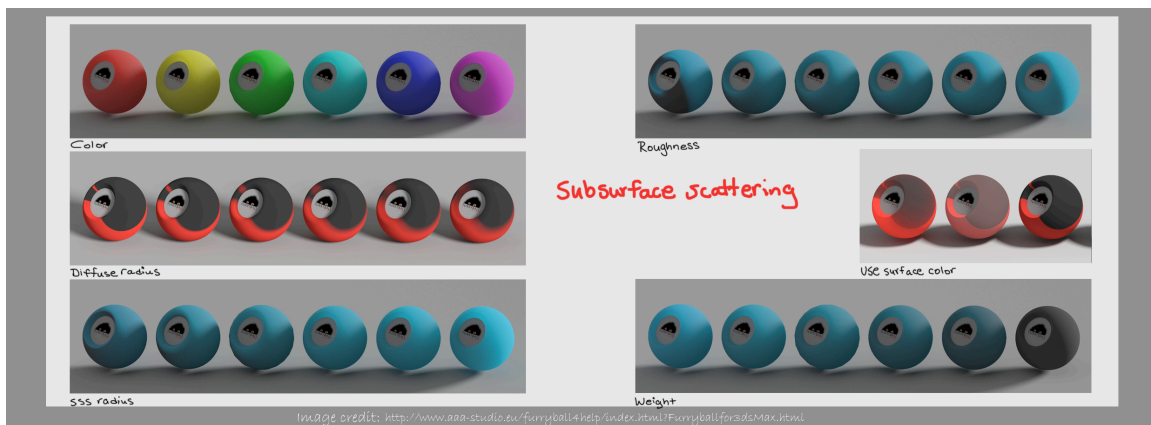 Color
Roughness
Subsurface scattering
Diffuse radius
Use surface color
SSS radius
Weight
Image credit: http://www.aaa-studio.eu/furryball4help/index.html?Furryballfor3dsMax.html